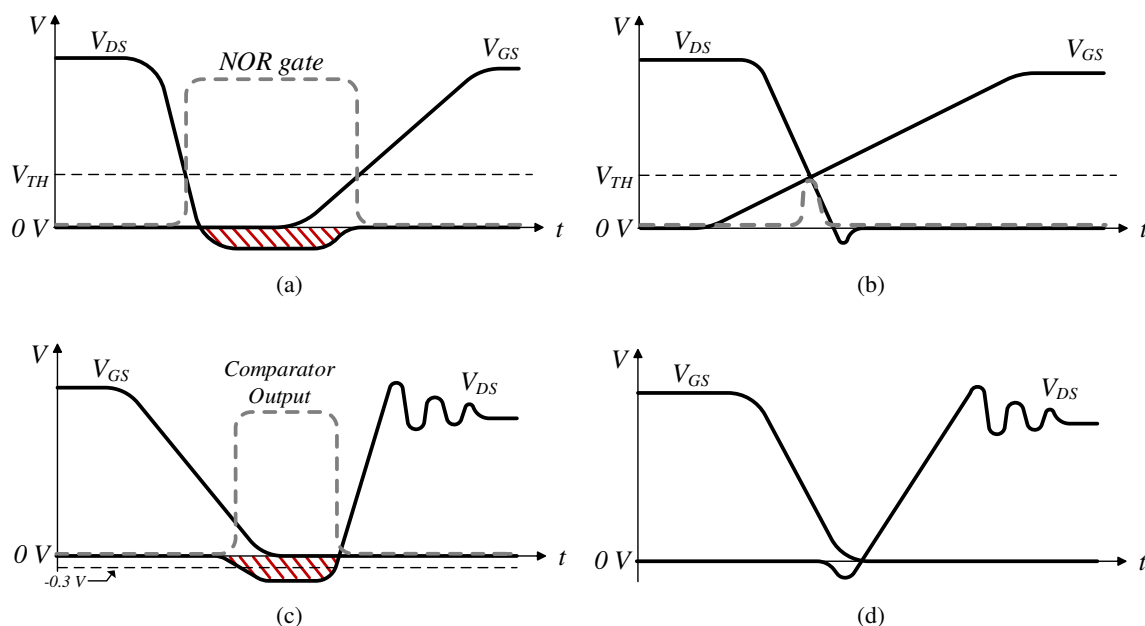 V
V_DS
NOR gate
V_GS
V_TH
0 V
t
(a)
V
V_DS
V_GS
V_TH
0 V
t
(b)
V
V_GS
Comparator
Output
V_DS
0 V
-0.3 V
t
(c)
V
V_GS
V_DS
0 V
t
(d)